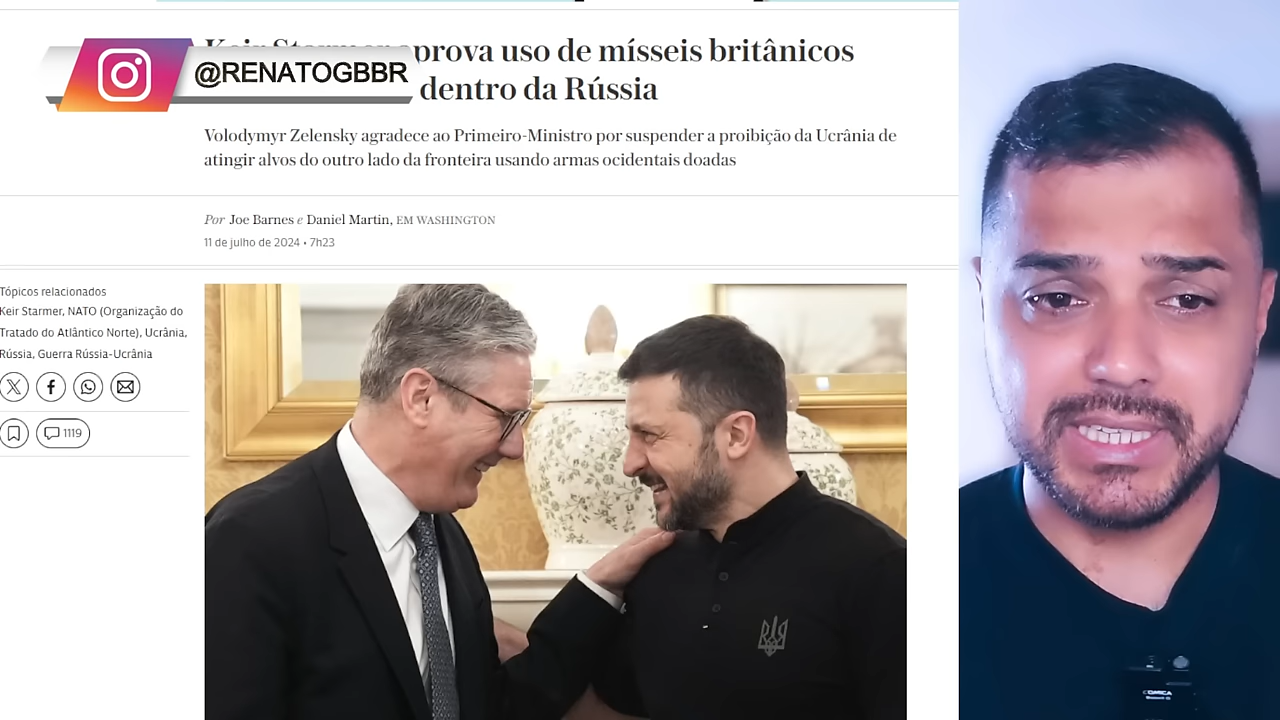 @RENATOGBBR
aprova uso de mísseis britânicos
dentro da Rússia
Volodymyr Zelensky agradece ao Primeiro-Ministro por suspender a proibição da Ucrânia de
atingir alvos do outro lado da fronteira usando armas ocidentais doadas
Por Joe Barnes e Daniel Martin, EM WASHINGTON
11 de julho de 2024 • 7h23
Tópicos relacionados
Keir Starmer, NATO (Organização do
Tratado do Atlântico Norte), Ucrânia,
Rússia, Guerra Rússia-Ucrânia
1119
COMICA